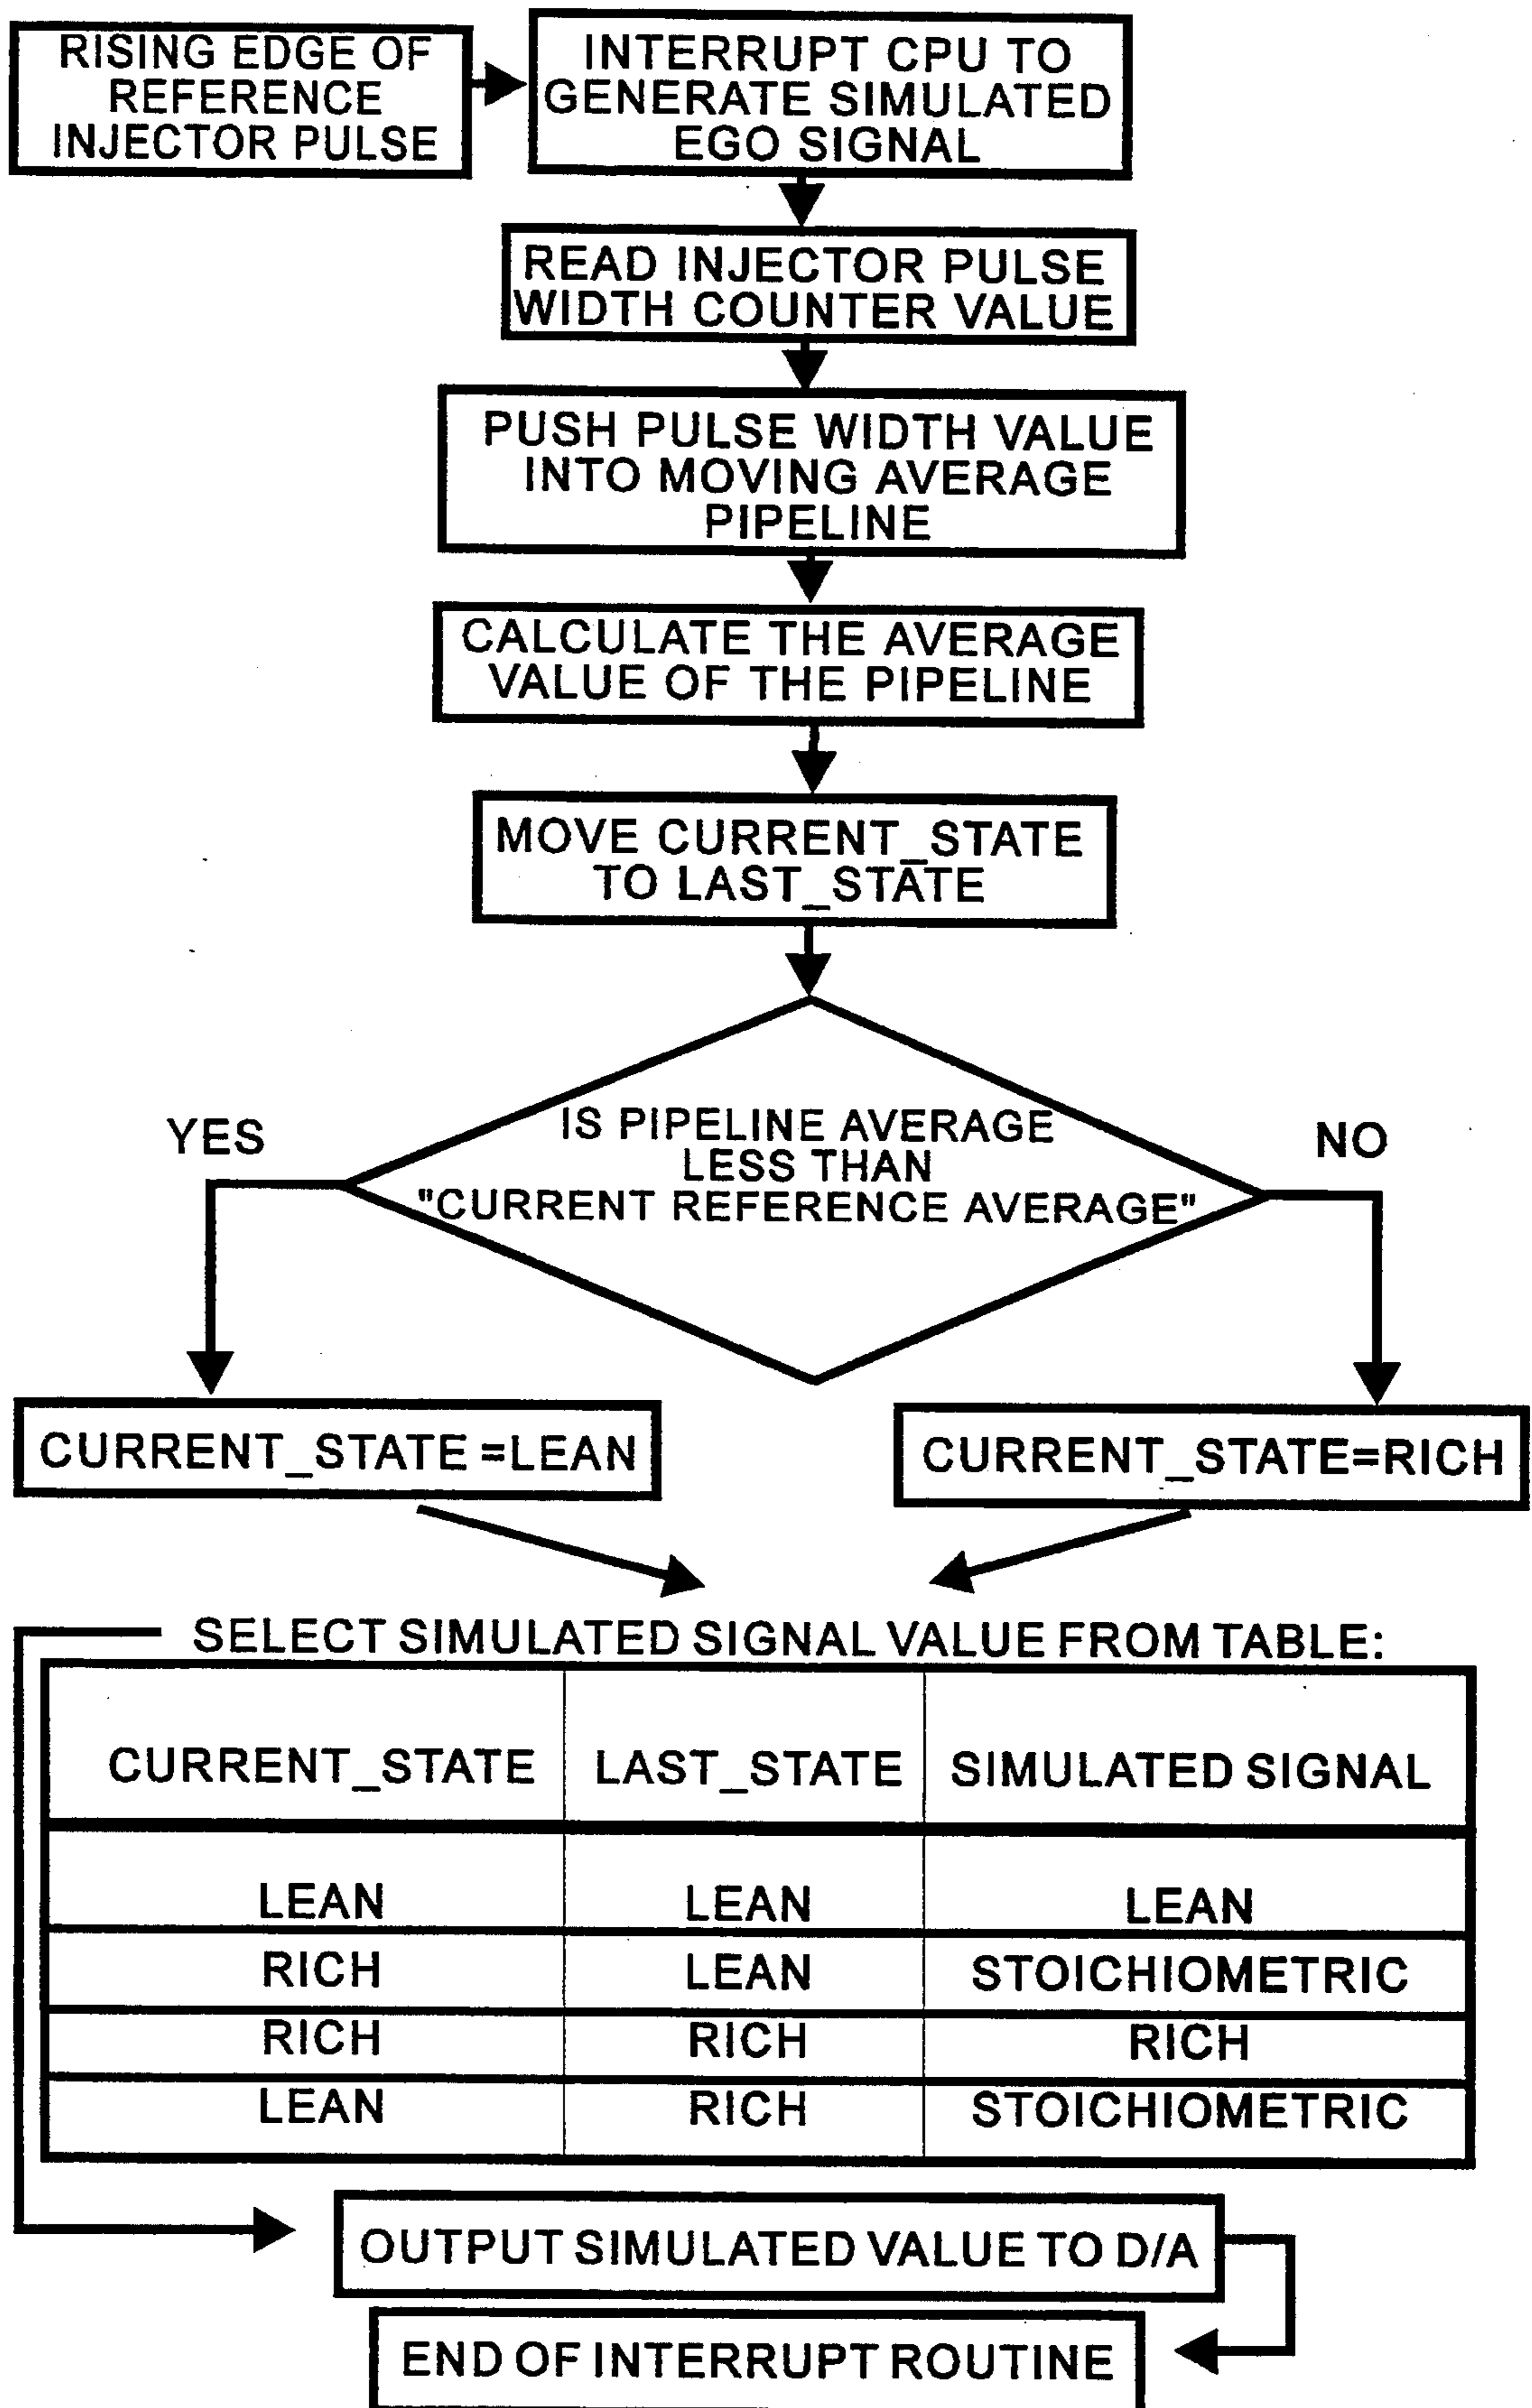 RISING EDGE OF
REFERENCE
INJECTOR PULSE
INTERRUPT CPU TO
GENERATE SIMULATED
EGO SIGNAL
READ INJECTOR PULSE
WIDTH COUNTER VALUE
PUSH PULSE WIDTH VALUE
INTO MOVING AVERAGE
PIPELINE
CALCULATE THE AVERAGE
VALUE OF THE PIPELINE
MOVE CURRENT_STATE
TO LAST_STATE
IS PIPELINE AVERAGE
LESS THAN
"CURRENT REFERENCE AVERAGE"
YES
NO
CURRENT_STATE =LEAN
CURRENT_STATE=RICH
SELECT SIMULATED SIGNAL VALUE FROM TABLE:
CURRENT_STATE LAST_STATE SIMULATED SIGNAL
LEAN LEAN LEAN
RICH LEAN STOICHIOMETRIC
RICH RICH RICH
LEAN RICH STOICHIOMETRIC
OUTPUT SIMULATED VALUE TO D/A
END OF INTERRUPT ROUTINE